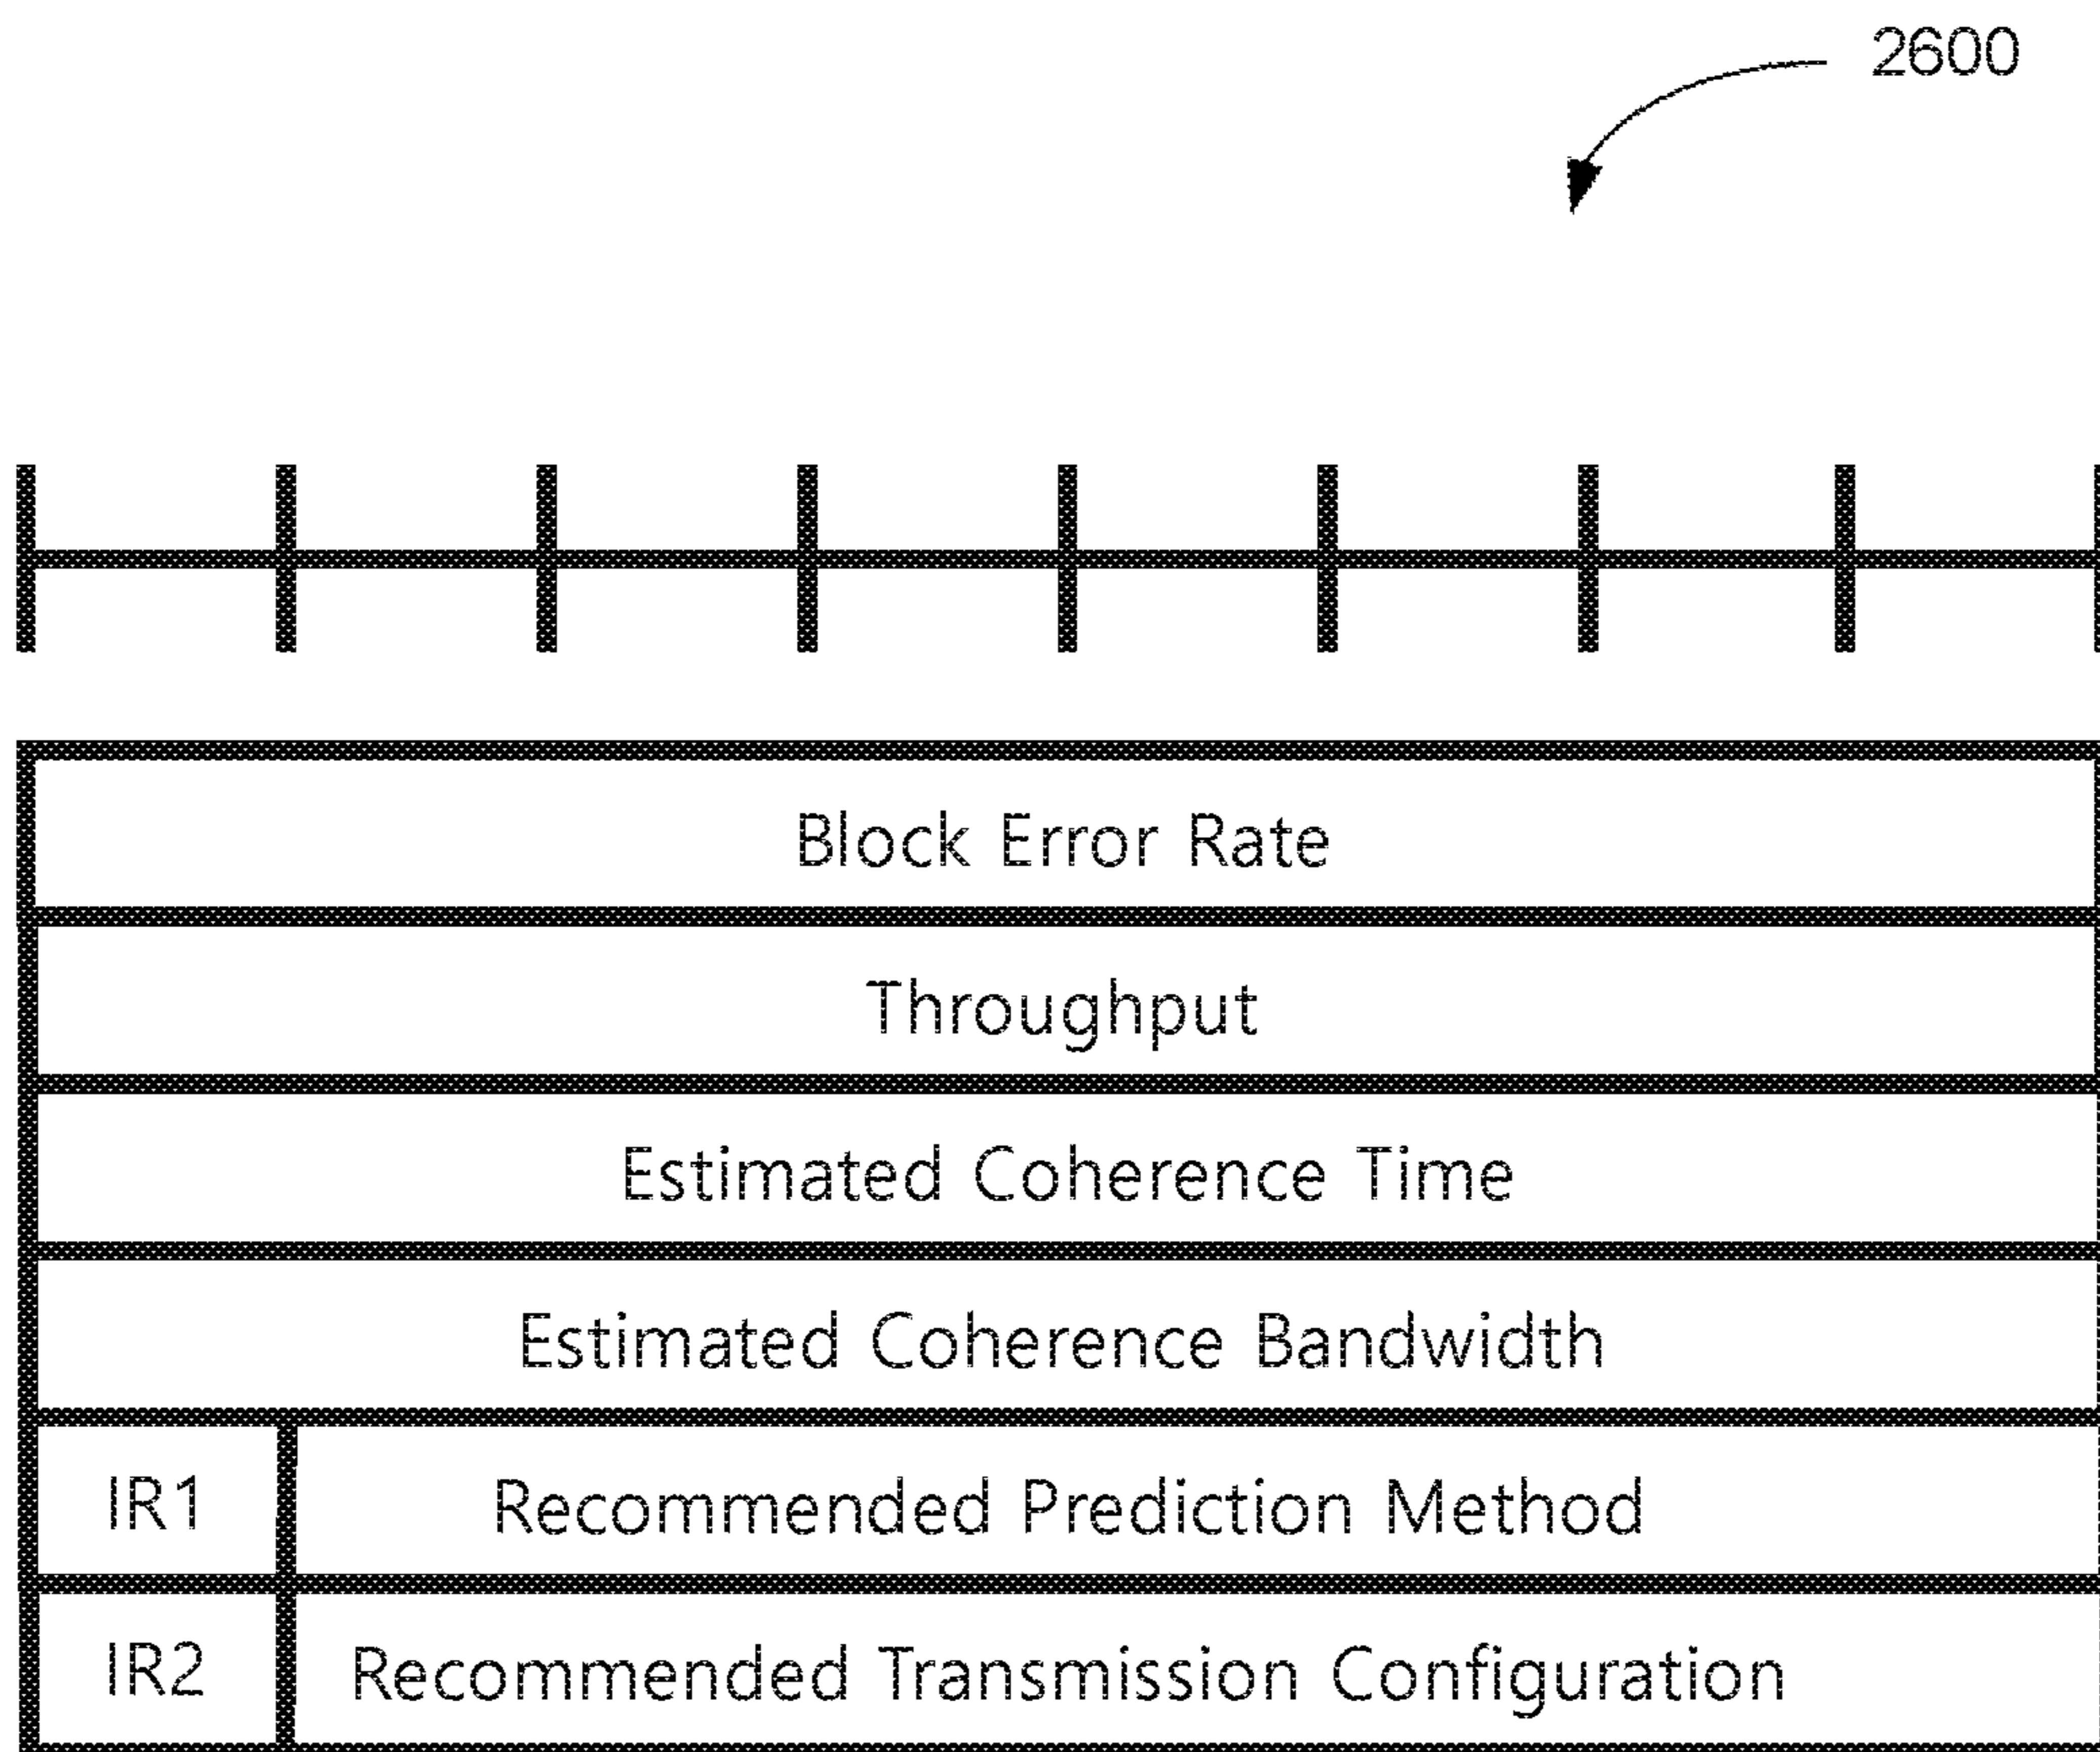 2600
Block Error Rate
Throughput
Estimated Coherence Time
Estimated Coherence Bandwidth
IR1 Recommended Prediction Method
IR2 Recommended Transmission Configuration